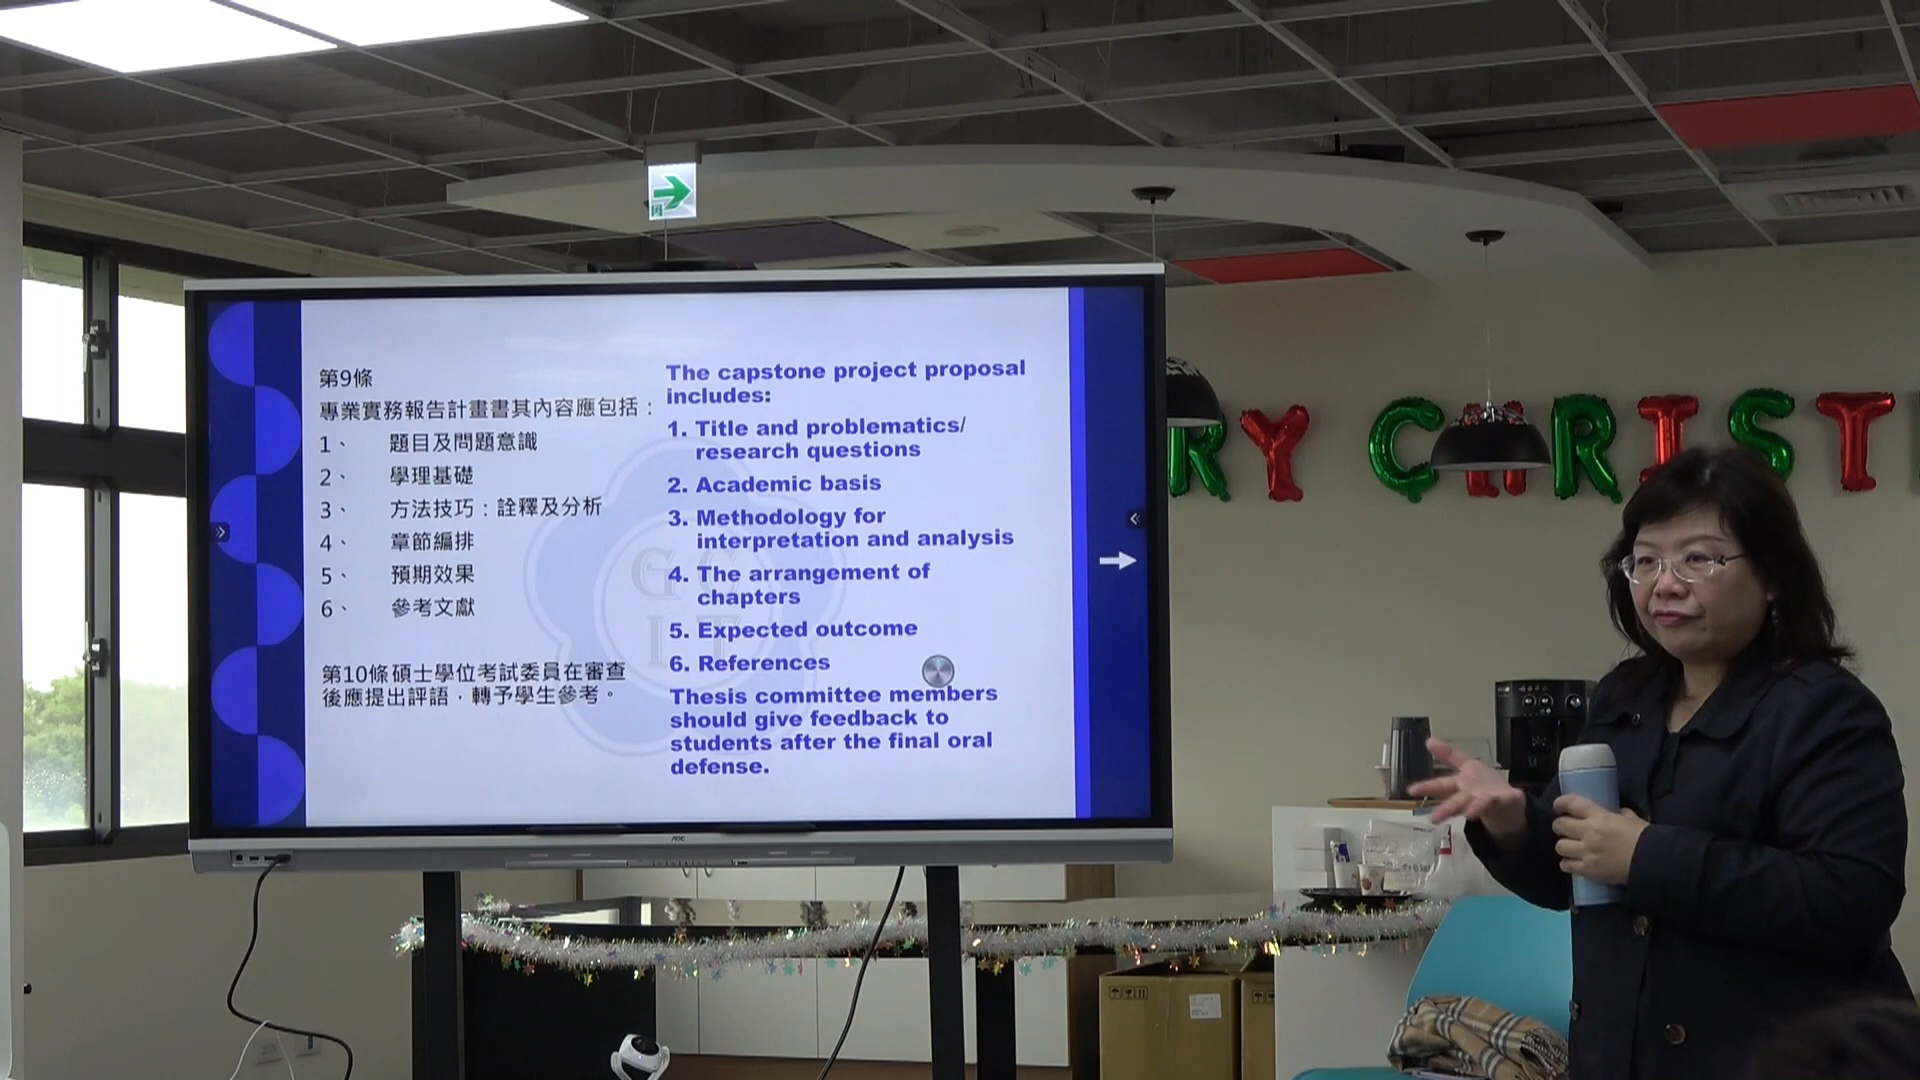 第9條
專業實務報告計畫書其內容應包括：
1、 題目及問題意識
2、 學理基礎
3、 方法技巧：詮釋及分析
4、 章節編排
5、 預期效果
6、 參考文獻
第10條碩士學位考試委員在審查
後應提出評語，轉予學生參考。
The capstone project proposal
includes:
1. Title and problematics/
research questions
2. Academic basis
3. Methodology for
interpretation and analysis
4. The arrangement of
chapters
5. Expected outcome
6. References
Thesis committee members
should give feedback to
students after the final oral
defense.
G C
I T
AOC
RY CHRIST